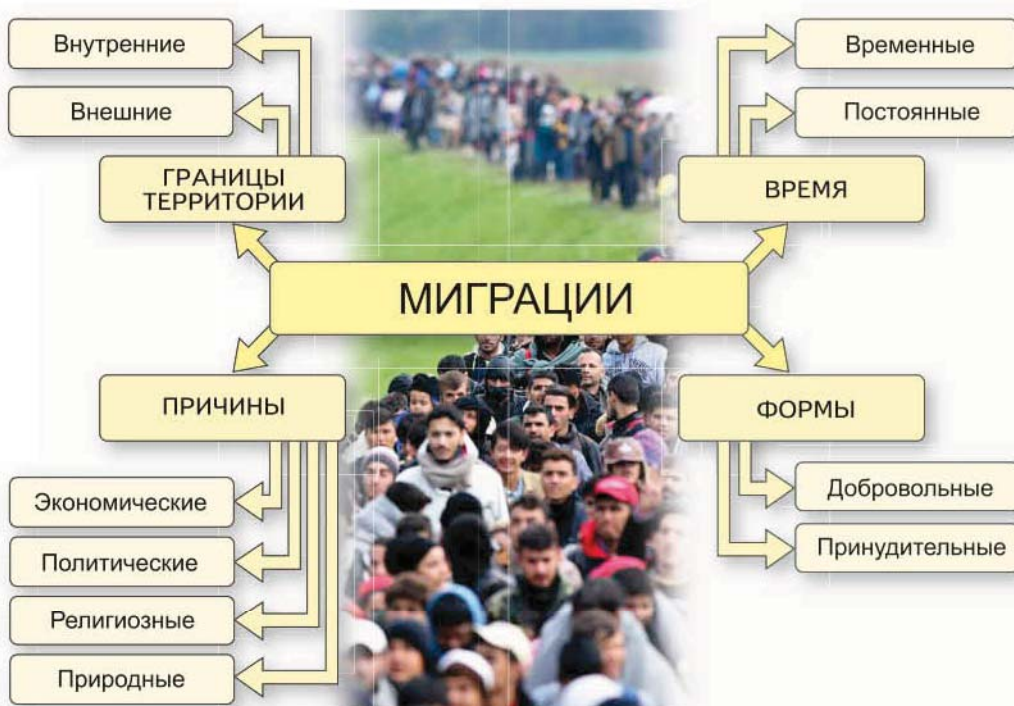 Внутренние
Внешние
ГРАНИЦЫ
ТЕРРИТОРИИ
Временные
Постоянные
ВРЕМЯ
МИГРАЦИИ
ПРИЧИНЫ
Экономические
Политические
Религиозные
Природные
ФОРМЫ
Добровольные
Принудительные